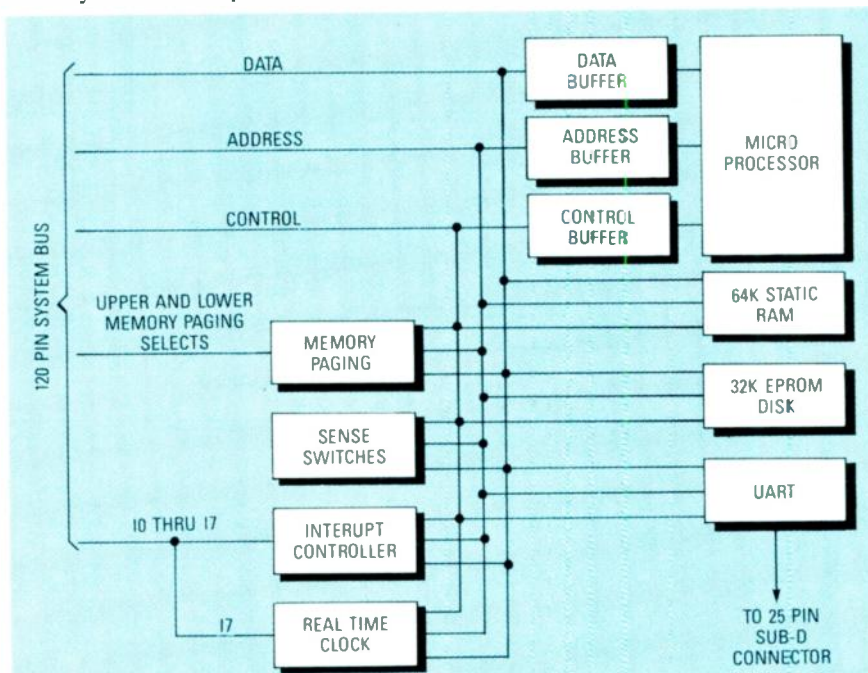 DATA
DATA
BUFFER
ADDRESS
ADDRESS
BUFFER
MICRO
PROCESSOR
CONTROL
CONTROL
BUFFER
120 PIN SYSTEM BUS
UPPER AND LOWER
MEMORY PAGING
SELECTS
MEMORY
PAGING
64K STATIC
RAM
32K EPROM
DISK
SENSE
SWITCHES
UART
I0 THRU I7
INTERUPT
CONTROLLER
I7
REAL TIME
CLOCK
TO 25 PIN
SUB-D
CONNECTOR